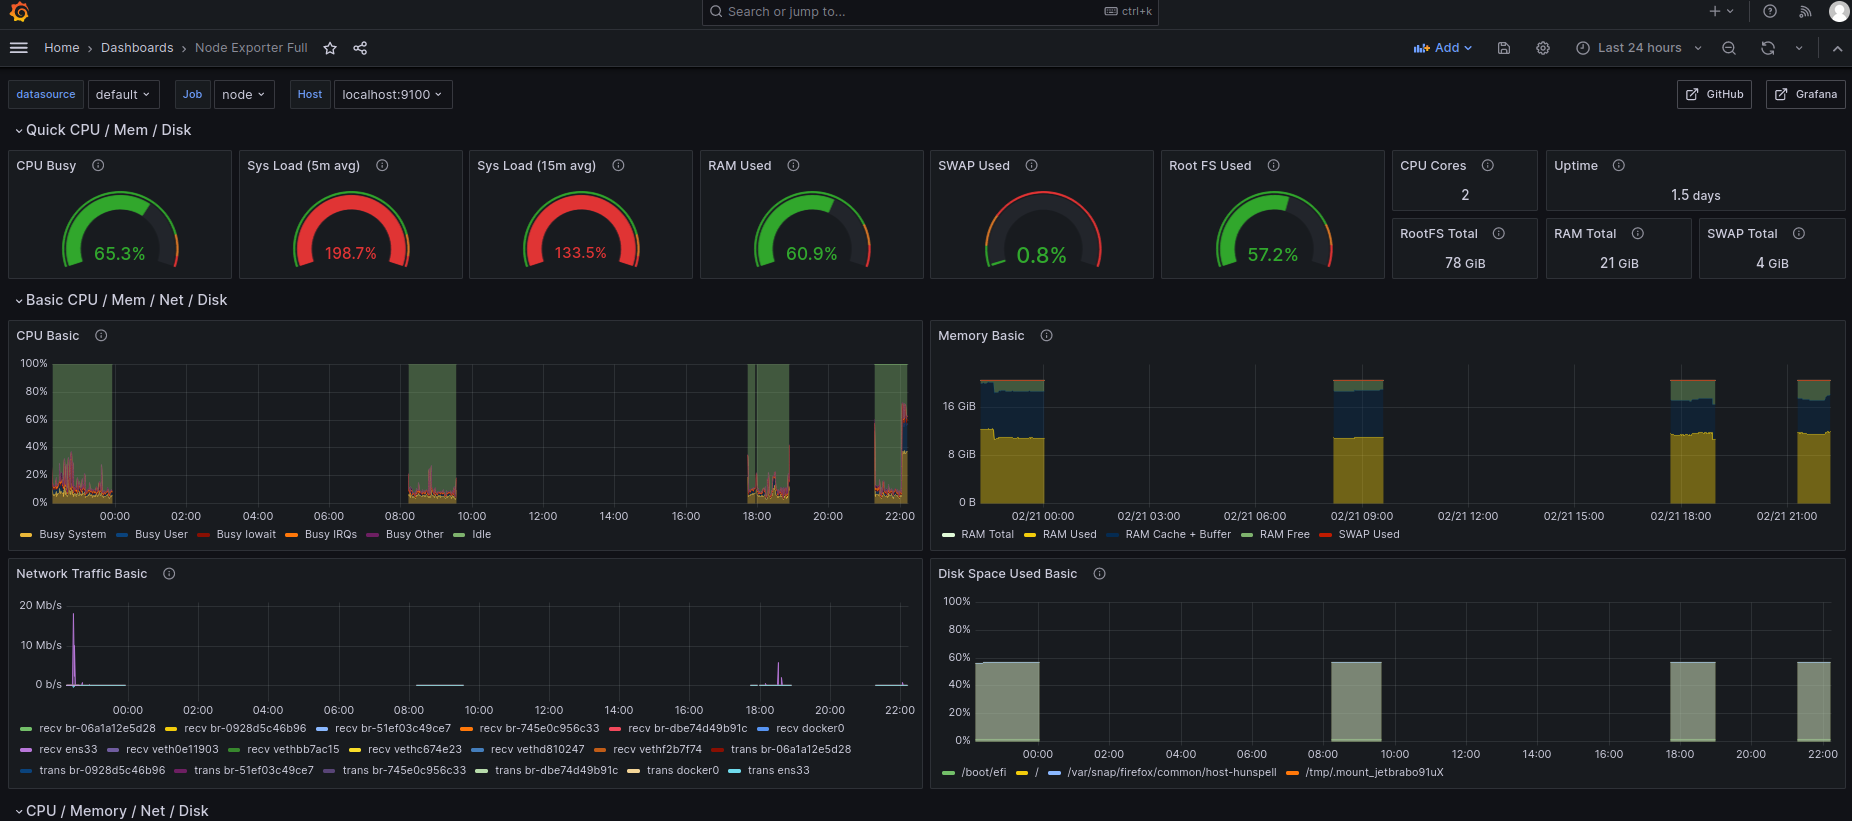 Search or jump to... ctrl+k
Home › Dashboards › Node Exporter Full Add Last 24 hours
datasource default Job node Host localhost:9100 GitHub Grafana
Quick CPU / Mem / Disk
CPU Busy Sys Load (5m avg) Sys Load (15m avg) RAM Used SWAP Used Root FS Used CPU Cores Uptime
2 1.5 days
65.3% 198.7% 133.5% 60.9% 0.8% 57.2%
RootFS Total RAM Total SWAP Total
78 GiB 21 GiB 4 GiB
Basic CPU / Mem / Net / Disk
CPU Basic
100%
80%
60%
40%
20%
0%
00:00 02:00 04:00 06:00 08:00 10:00 12:00 14:00 16:00 18:00 20:00 22:00
Busy System Busy User Busy Iowait Busy IRQs Busy Other Idle
Memory Basic
16 GiB
8 GiB
0 B
02/21 00:00 02/21 03:00 02/21 06:00 02/21 09:00 02/21 12:00 02/21 15:00 02/21 18:00 02/21 21:00
RAM Total RAM Used RAM Cache + Buffer RAM Free SWAP Used
Network Traffic Basic
20 Mb/s
10 Mb/s
0 b/s
00:00 02:00 04:00 06:00 08:00 10:00 12:00 14:00 16:00 18:00 20:00 22:00
recv br-06a1a12e5d28 recv br-0928d5c46b96 recv br-51ef03c49ce7 recv br-745e0c956c33 recv br-dbe74d49b91c recv docker0
recv ens33 recv veth0e11903 recv vethbb7ac15 recv vethc674e23 recv vethd810247 recv vethf2b7f74 trans br-06a1a12e5d28
trans br-0928d5c46b96 trans br-51ef03c49ce7 trans br-745e0c956c33 trans br-dbe74d49b91c trans docker0 trans ens33
Disk Space Used Basic
100%
80%
60%
40%
20%
0%
00:00 02:00 04:00 06:00 08:00 10:00 12:00 14:00 16:00 18:00 20:00 22:00
/boot/efi / /var/snap/firefox/common/host-hunspell /tmp/.mount_jetbrabo91uX
CPU / Memory / Net / Disk